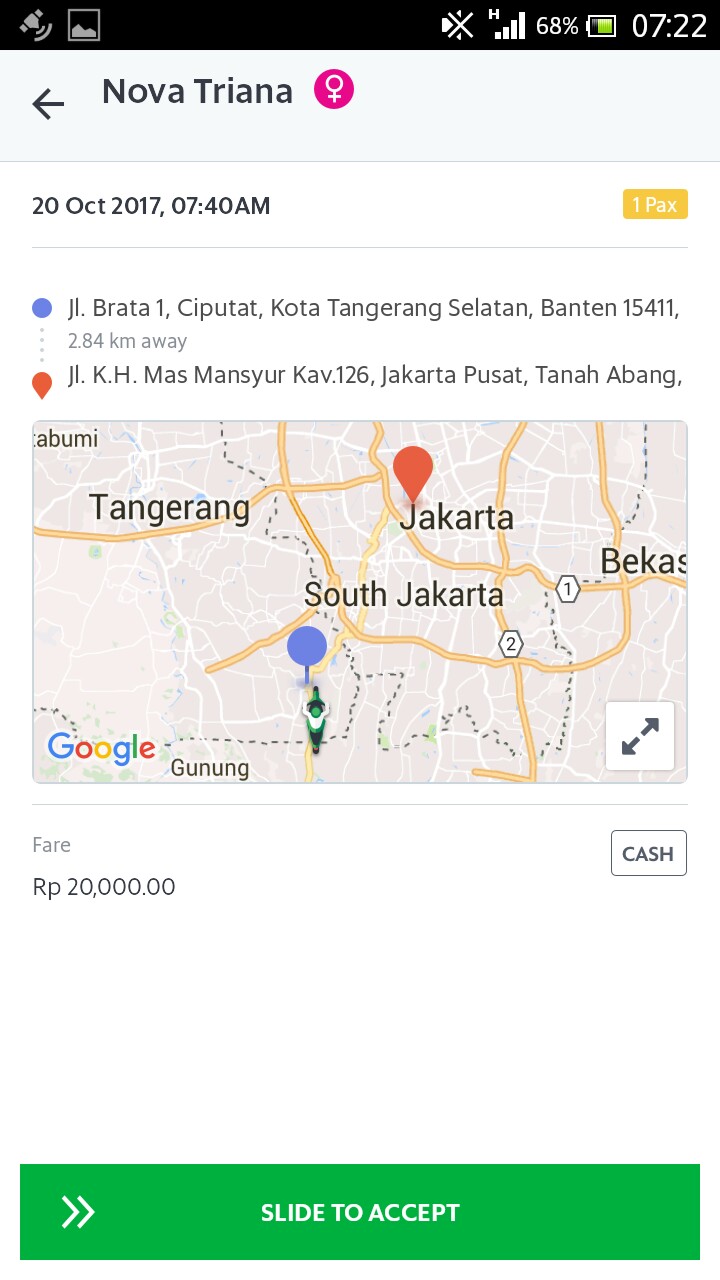 H 68% 07:22
Nova Triana
20 Oct 2017, 07:40AM 1 Pax
Jl. Brata 1, Ciputat, Kota Tangerang Selatan, Banten 15411,
2.84 km away
Jl. K.H. Mas Mansyur Kav.126, Jakarta Pusat, Tanah Abang,
tabumi
Tangerang
Jakarta
Bekas
1
South Jakarta
2
Google
Gunung
Fare
CASH
Rp 20,000.00
SLIDE TO ACCEPT